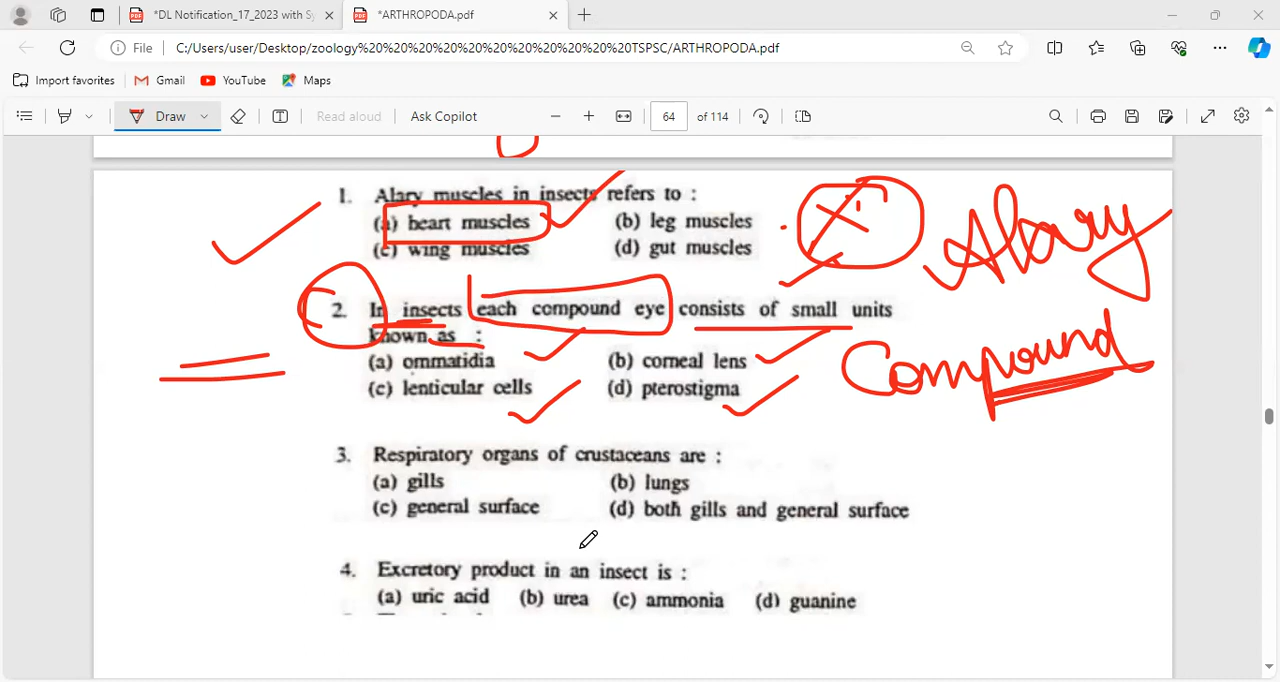 *DL Notification_17_2023 with Sy
*ARTHROPODA.pdf
File
C:/Users/user/Desktop/zoology%20%20%20%20%20%20%20%20%20%20TSPSC/ARTHROPODA.pdf
Import favorites
Gmail
YouTube
Maps
Draw
Read aloud
Ask Copilot
64 of 114
1. Alary muscles in insects refers to :
(a) heart muscles (b) leg muscles
(c) wing muscles (d) gut muscles
Alary
2. In insects each compound eye consists of small units
known as :
(a) ommatidia (b) corneal lens
(c) lenticular cells (d) pterostigma
Compound
3. Respiratory organs of crustaceans are :
(a) gills (b) lungs
(c) general surface (d) both gills and general surface
4. Excretory product in an insect is :
(a) uric acid (b) urea (c) ammonia (d) guanine